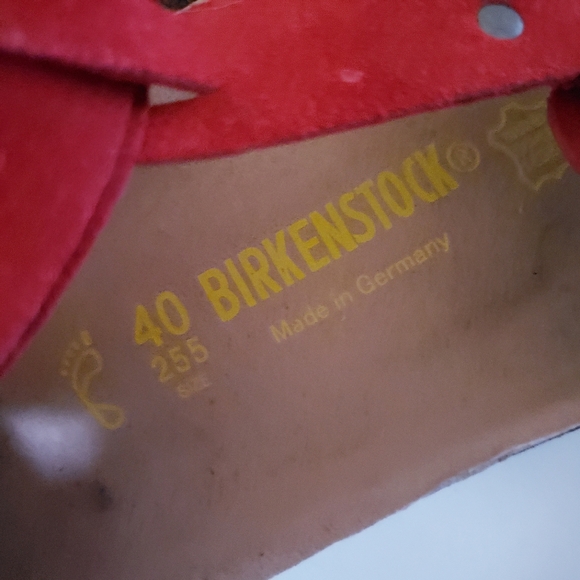 40 BIRKENSTOCK®
255 Made in Germany
SIZE